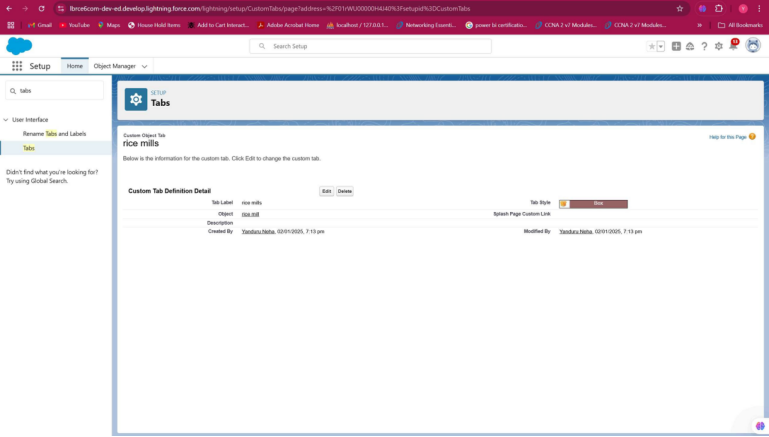 lbrce6com-dev-ed.develop.lightning.force.com/lightning/setup/CustomTabs/page?address=%2F01rWU00000H4J40%3Fsetupid%3DCustomTabs
Gmail YouTube Maps House Hold Items Add to Cart Interact... Adobe Acrobat Home localhost / 127.0.0.1... Networking Essenti... power bi certificatio... CCNA 2 v7 Modules... CCNA 2 v7 Modules... » All Bookmarks
Search Setup
Setup Home Object Manager
tabs
User Interface
Rename Tabs and Labels
Tabs
Didn't find what you're looking for?
Try using Global Search.
SETUP
Tabs
Custom Object Tab
rice mills
Help for this Page
Below is the information for the custom tab. Click Edit to change the custom tab.
Custom Tab Definition Detail Edit Delete
Tab Label rice mills Tab Style Box
Object rice mill Splash Page Custom Link
Description
Created By Yanduru Neha, 02/01/2025, 7:13 pm Modified By Yanduru Neha, 02/01/2025, 7:13 pm